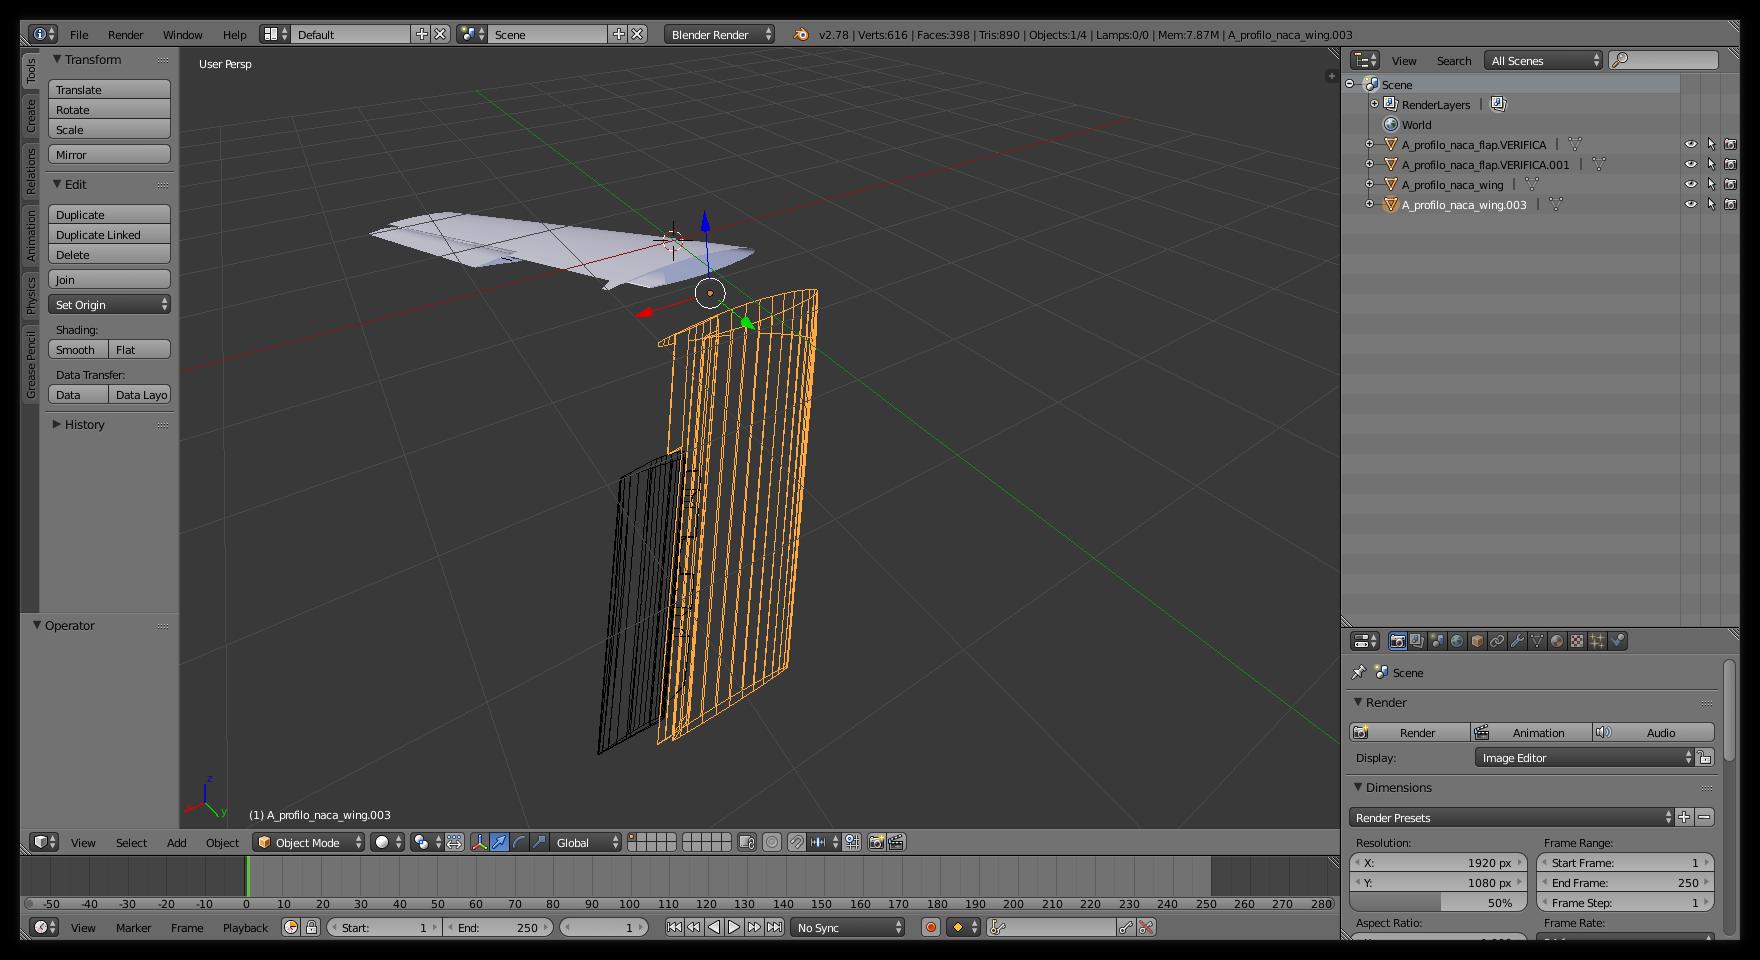 File Render Window Help Default Scene Blender Render v2.78 | Verts:616 | Faces:398 | Tris:890 | Objects:1/4 | Lamps:0/0 | Mem:7.87M | A_profilo_naca_wing.003
Tools
Create
Relations
Animation
Physics
Grease Pencil
Transform
Translate
Rotate
Scale
Mirror
Edit
Duplicate
Duplicate Linked
Delete
Join
Set Origin
Shading:
Smooth Flat
Data Transfer:
Data Data Layo
History
Operator
User Persp
z
y
(1) A_profilo_naca_wing.003
View Select Add Object Object Mode Global
View Search All Scenes
Scene
RenderLayers |
World
A_profilo_naca_flap.VERIFICA |
A_profilo_naca_flap.VERIFICA.001 |
A_profilo_naca_wing |
A_profilo_naca_wing.003 |
Scene
Render
Render Animation Audio
Display: Image Editor
Dimensions
Render Presets
Resolution: Frame Range:
X: 1920 px Start Frame: 1
Y: 1080 px End Frame: 250
50% Frame Step: 1
Aspect Ratio: Frame Rate:
-50 -40 -30 -20 -10 0 10 20 30 40 50 60 70 80 90 100 110 120 130 140 150 160 170 180 190 200 210 220 230 240 250 260 270 280
View Marker Frame Playback Start: 1 End: 250 1 No Sync